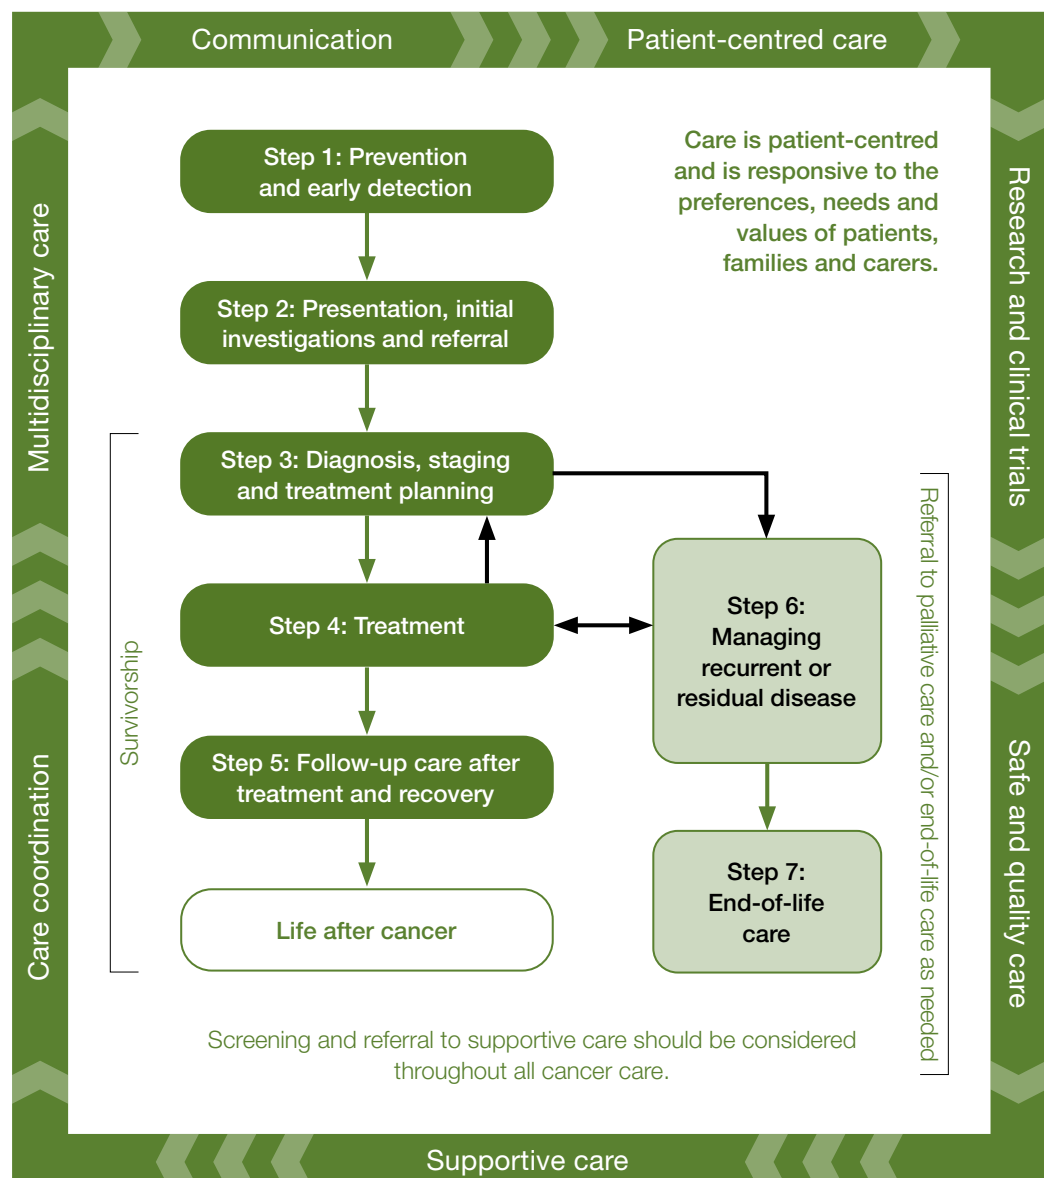 Communication
Patient-centred care
Multidisciplinary care
Care coordination
Research and clinical trials
Safe and quality care
Supportive care
Care is patient-centred
and is responsive to the
preferences, needs and
values of patients,
families and carers.
Step 1: Prevention
and early detection
Step 2: Presentation, initial
investigations and referral
Step 3: Diagnosis, staging
and treatment planning
Step 4: Treatment
Step 5: Follow-up care after
treatment and recovery
Life after cancer
Survivorship
Step 6:
Managing
recurrent or
residual disease
Step 7:
End-of-life
care
Referral to palliative care and/or end-of-life care as needed
Screening and referral to supportive care should be considered
throughout all cancer care.